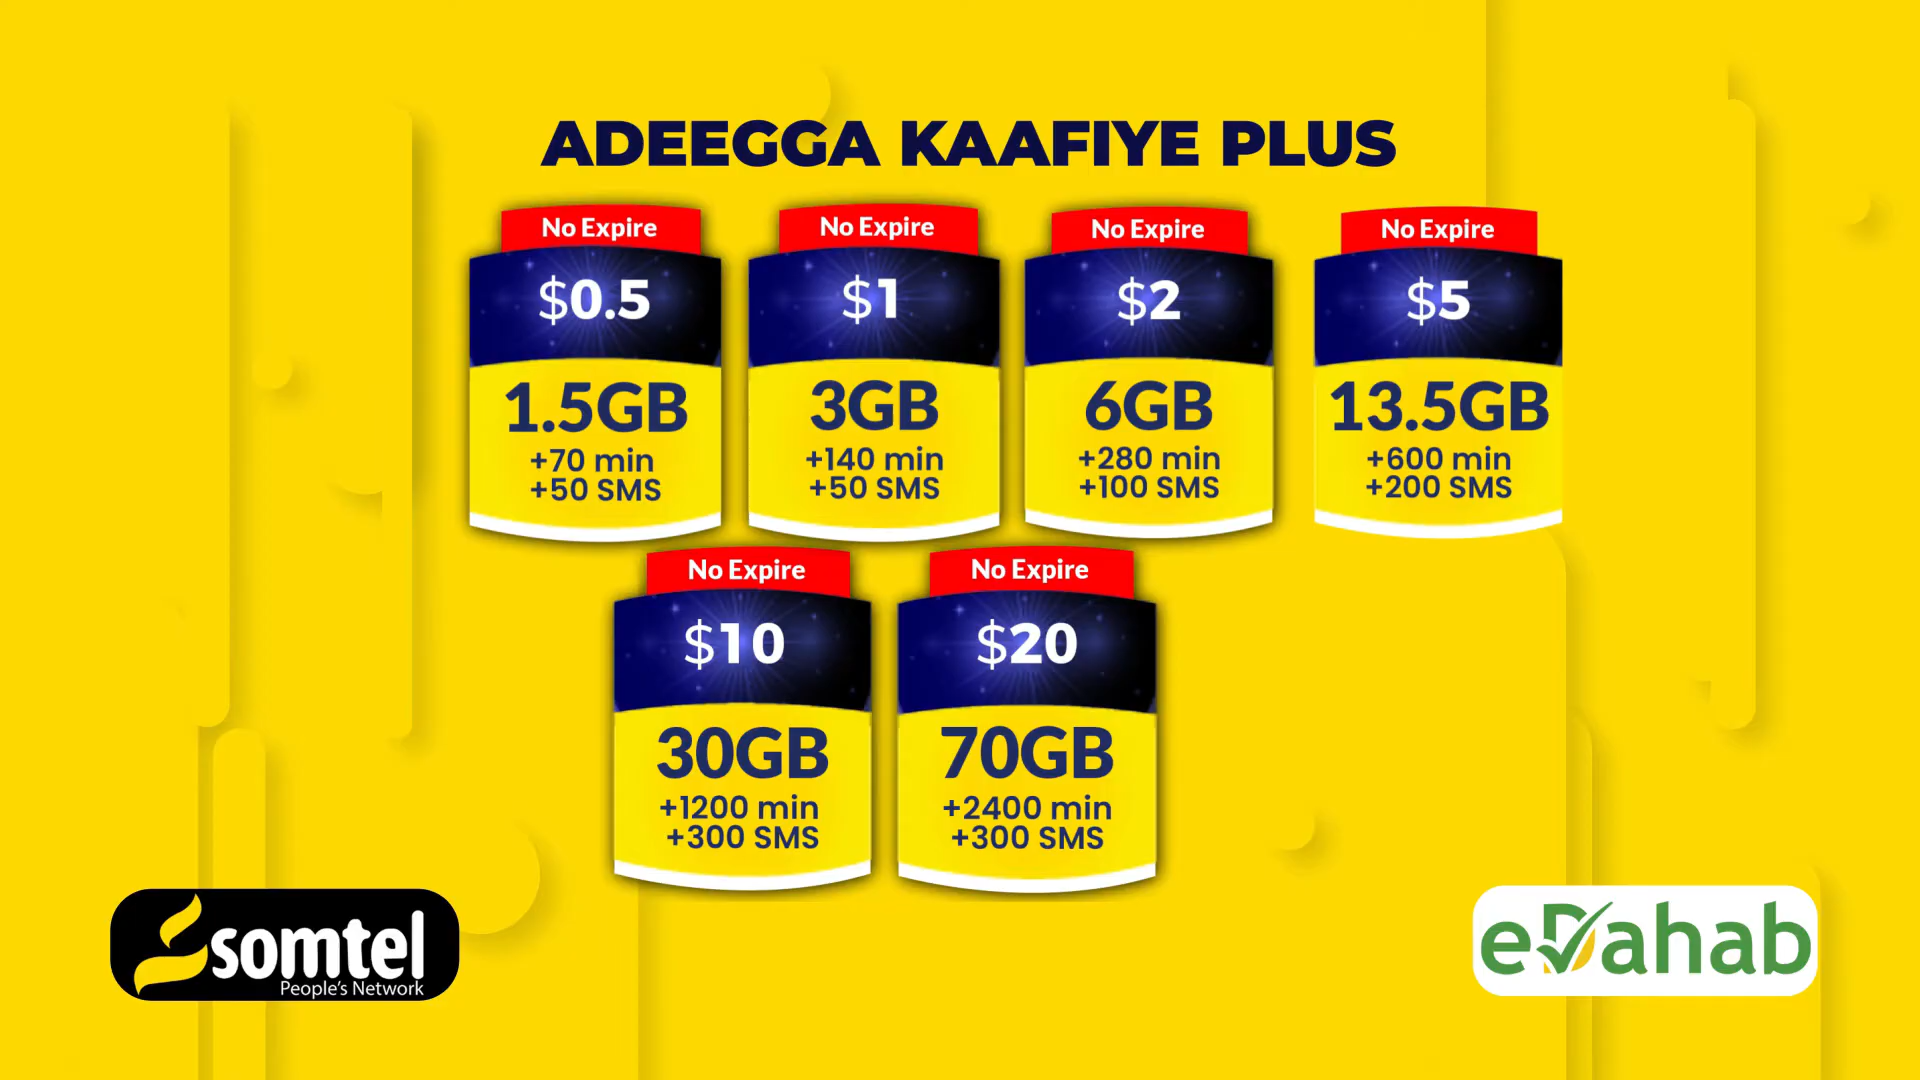 ADEEGGA KAAFIYE PLUS
No Expire
$0.5
1.5GB
+70 min
+50 SMS
No Expire
$1
3GB
+140 min
+50 SMS
No Expire
$2
6GB
+280 min
+100 SMS
No Expire
$5
13.5GB
+600 min
+200 SMS
No Expire
$10
30GB
+1200 min
+300 SMS
No Expire
$20
70GB
+2400 min
+300 SMS
somtel
People's Network
eDahab